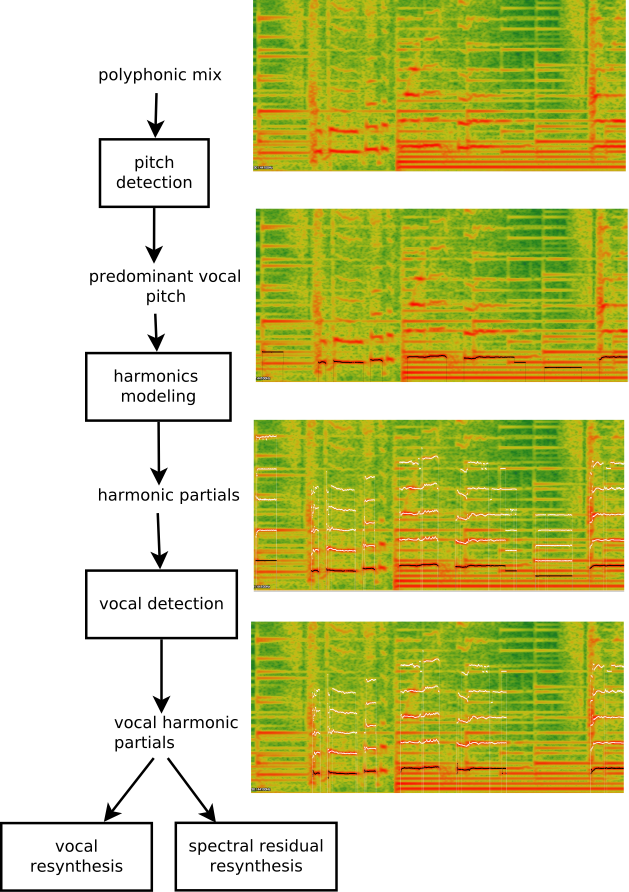 polyphonic mix
pitch
detection
predominant vocal
pitch
harmonics
modeling
harmonic partials
vocal detection
vocal harmonic
partials
vocal
resynthesis
spectral residual
resynthesis